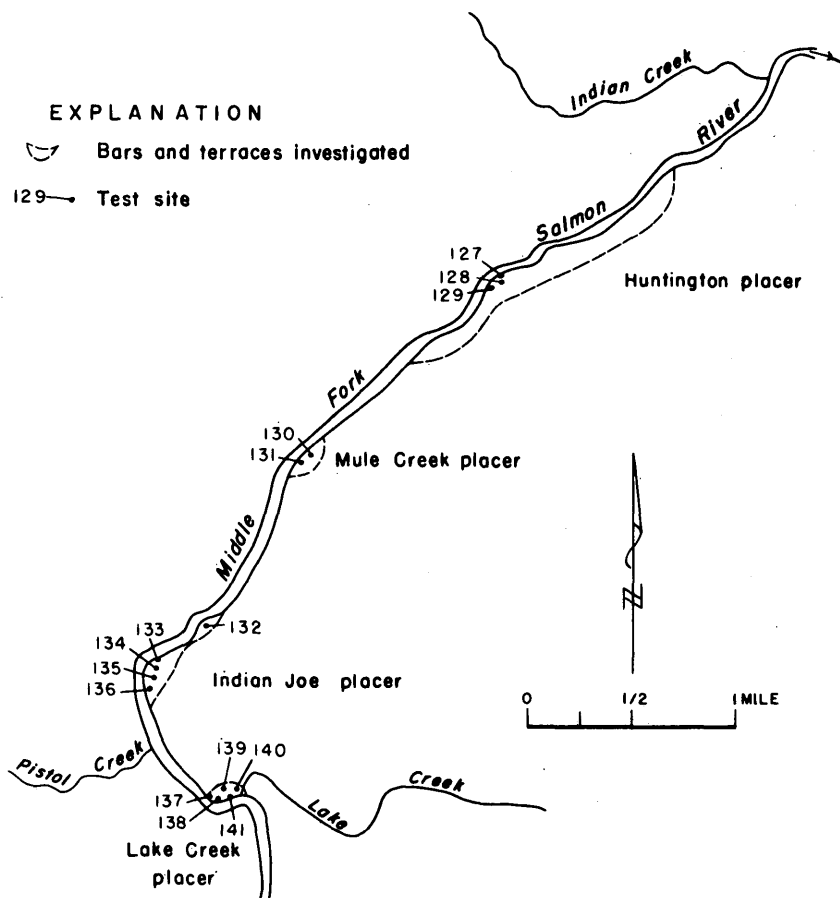 Indian Creek
EXPLANATION
Bars and terraces investigated
129 Test site
River
Salmon
127
128
129
Huntington placer
Fork
130
131
Mule Creek placer
Middle
N
132
133
134
135
136
Indian Joe placer
0 1/2 1 MILE
Pistol Creek
139 140
137
138
141
Lake Creek
Lake Creek
placer